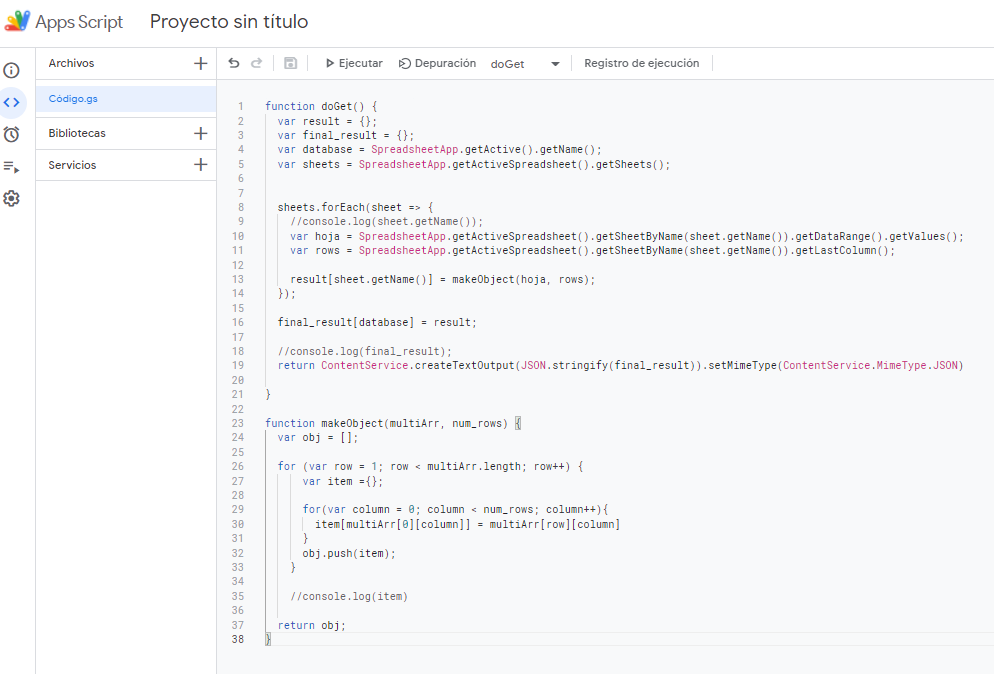 Apps Script Proyecto sin título
Archivos
Ejecutar Depuración doGet Registro de ejecución
Código.gs
Bibliotecas
Servicios
1 function doGet() {
2 var result = {};
3 var final_result = {};
4 var database = SpreadsheetApp.getActive().getName();
5 var sheets = SpreadsheetApp.getActiveSpreadsheet().getSheets();
6
7
8 sheets.forEach(sheet => {
9 //console.log(sheet.getName());
10 var hoja = SpreadsheetApp.getActiveSpreadsheet().getSheetByName(sheet.getName()).getDataRange().getValues();
11 var rows = SpreadsheetApp.getActiveSpreadsheet().getSheetByName(sheet.getName()).getLastColumn();
12
13 result[sheet.getName()] = makeObject(hoja, rows);
14 });
15
16 final_result[database] = result;
17
18 //console.log(final_result);
19 return ContentService.createTextOutput(JSON.stringify(final_result)).setMimeType(ContentService.MimeType.JSON)
20
21 }
22
23 function makeObject(multiArr, num_rows) {
24 var obj = [];
25
26 for (var row = 1; row < multiArr.length; row++) {
27 var item ={};
28
29 for(var column = 0; column < num_rows; column++){
30 item[multiArr[0][column]] = multiArr[row][column]
31 }
32 obj.push(item);
33 }
34
35 //console.log(item)
36
37 return obj;
38 }